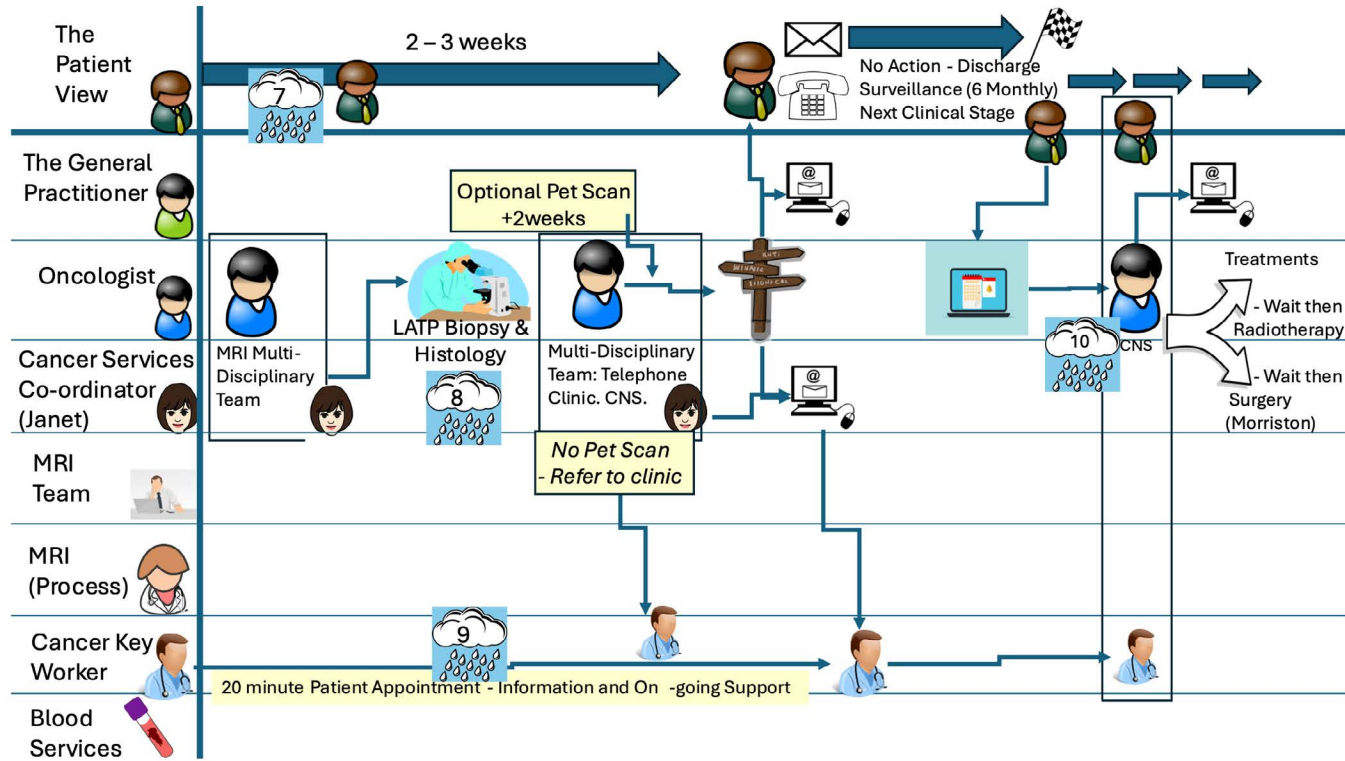 The
Patient
View
2 – 3 weeks
7
No Action - Discharge
Surveillance (6 Monthly)
Next Clinical Stage
The General
Practitioner
Optional Pet Scan
+2weeks
@
@
Oncologist
LATP Biopsy &
Histology
Treatments
- Wait then
Radiotherapy
- Wait then
Surgery
(Morriston)
10
CNS
Cancer Services
Co-ordinator
(Janet)
MRI Multi-
Disciplinary
Team
8
Multi-Disciplinary
Team: Telephone
Clinic. CNS.
@
No Pet Scan
- Refer to clinic
MRI
Team
MRI
(Process)
Cancer Key
Worker
9
20 minute Patient Appointment - Information and On -going Support
Blood
Services